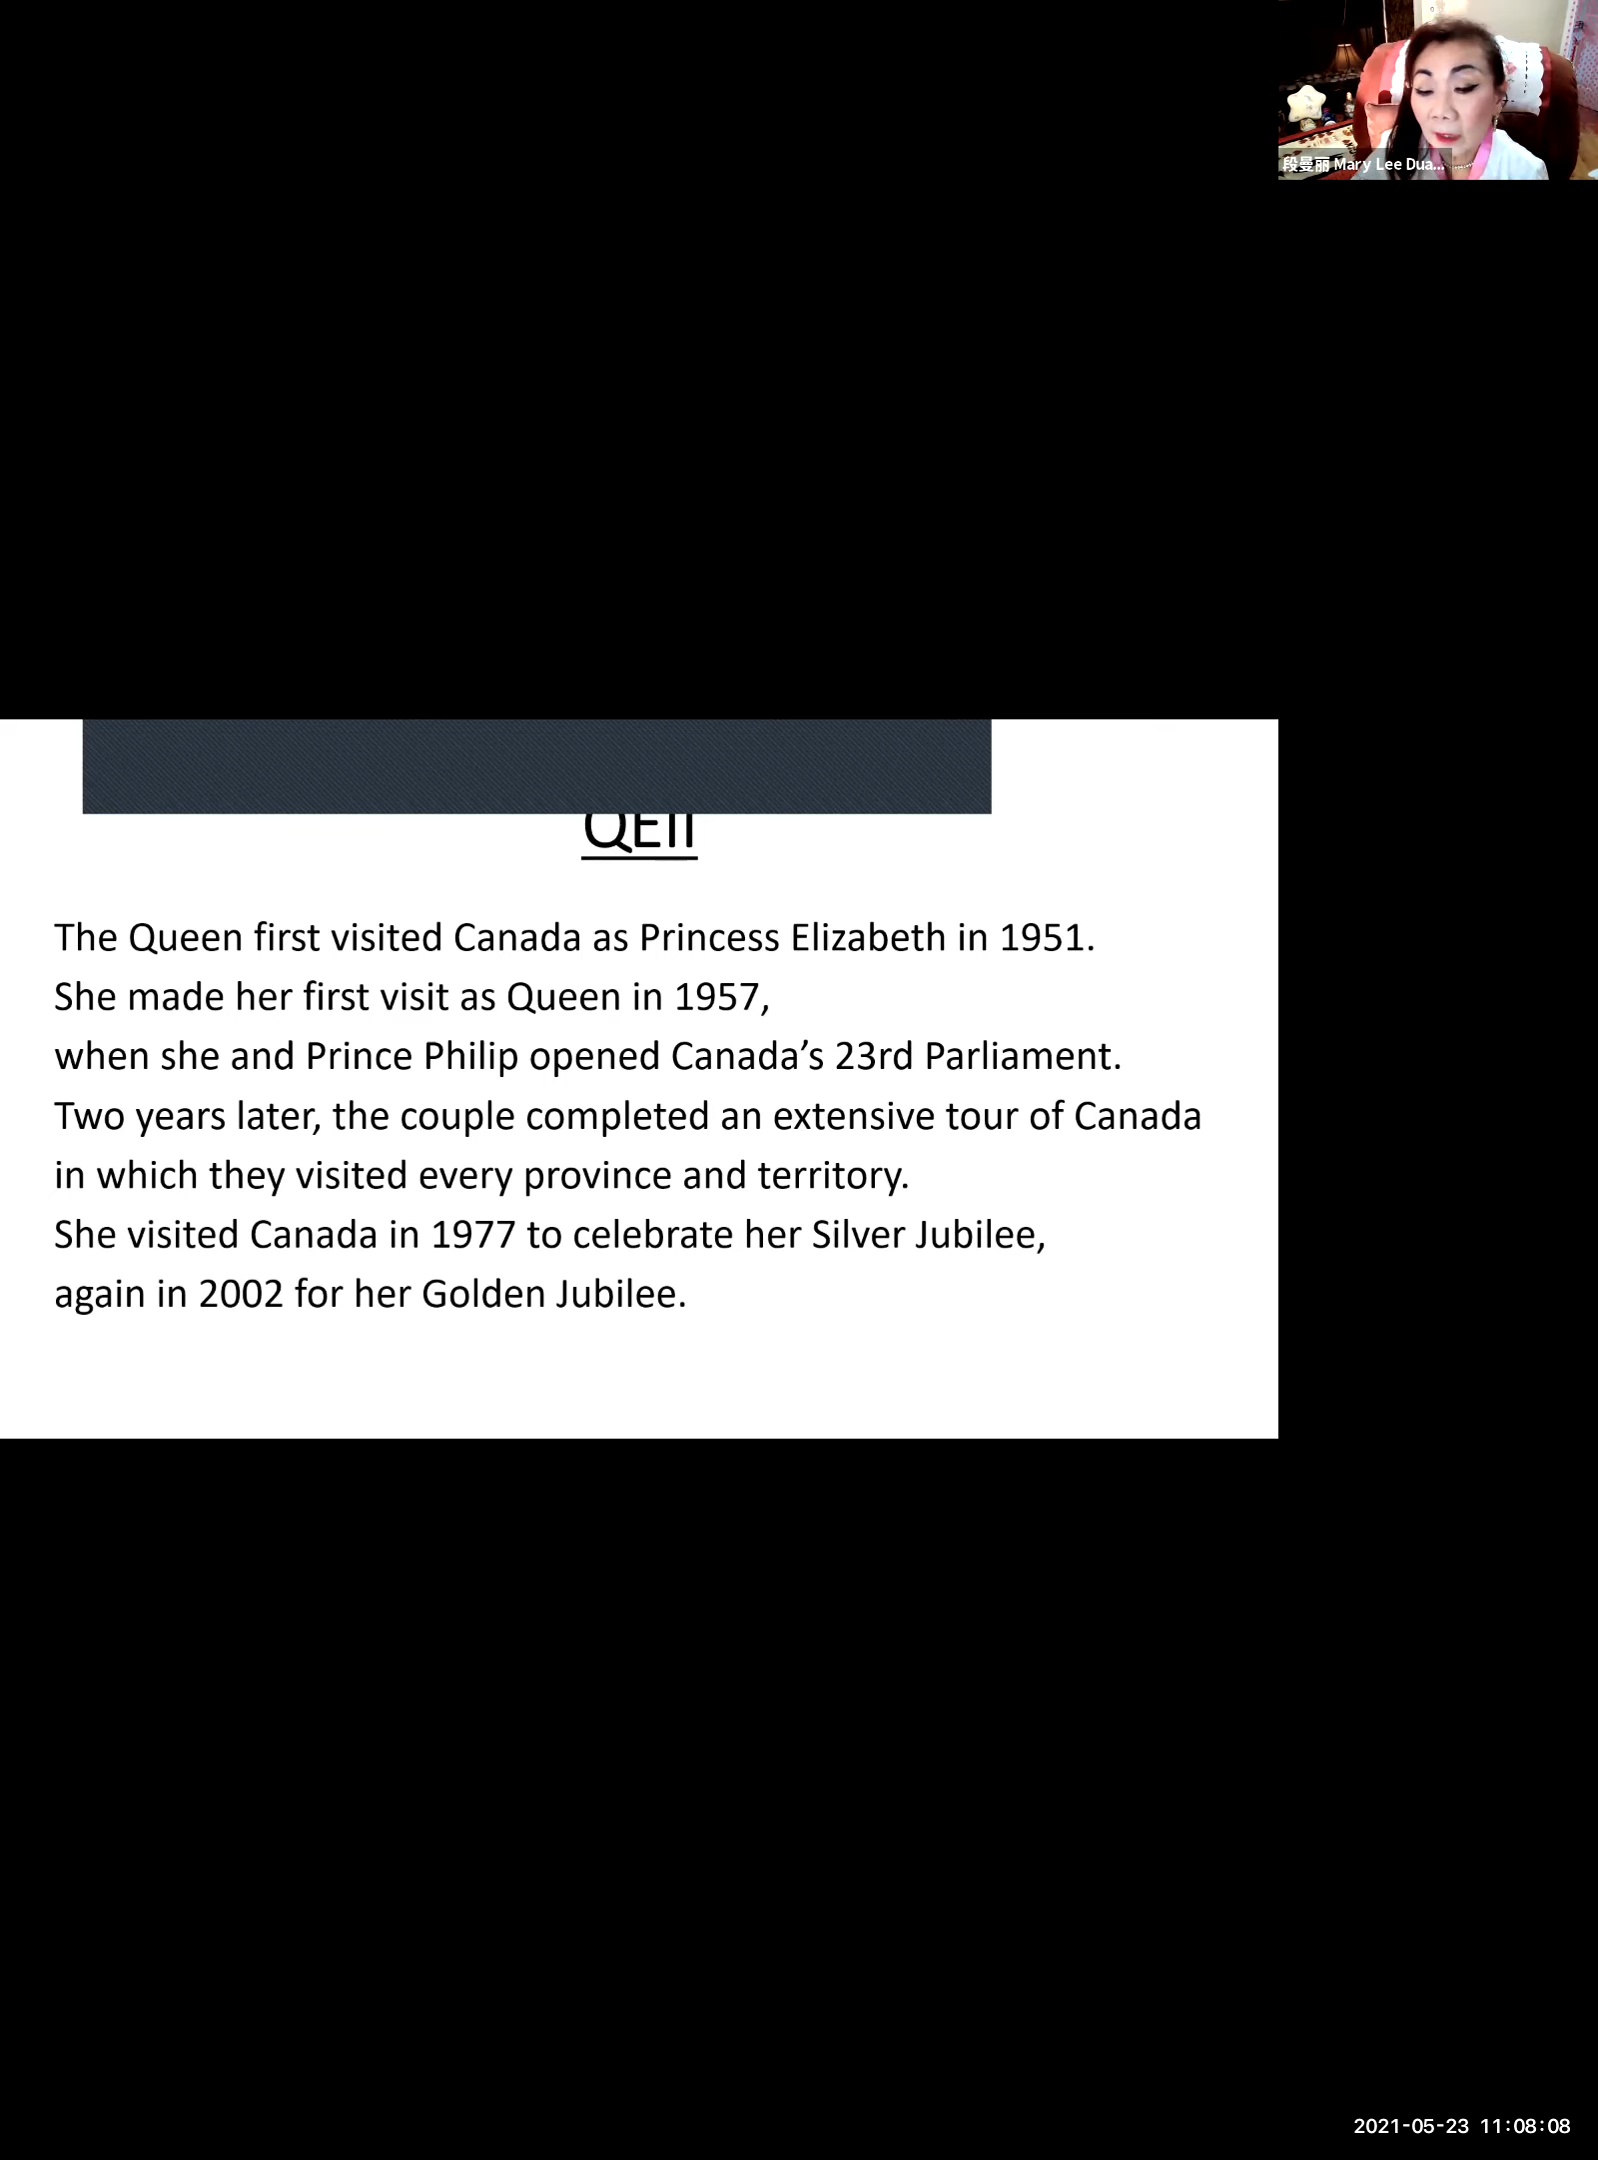 段曼丽 Mary Lee Dua...
QEII
The Queen first visited Canada as Princess Elizabeth in 1951.
She made her first visit as Queen in 1957,
when she and Prince Philip opened Canada’s 23rd Parliament.
Two years later, the couple completed an extensive tour of Canada
in which they visited every province and territory.
She visited Canada in 1977 to celebrate her Silver Jubilee,
again in 2002 for her Golden Jubilee.
2021-05-23 11:08:08